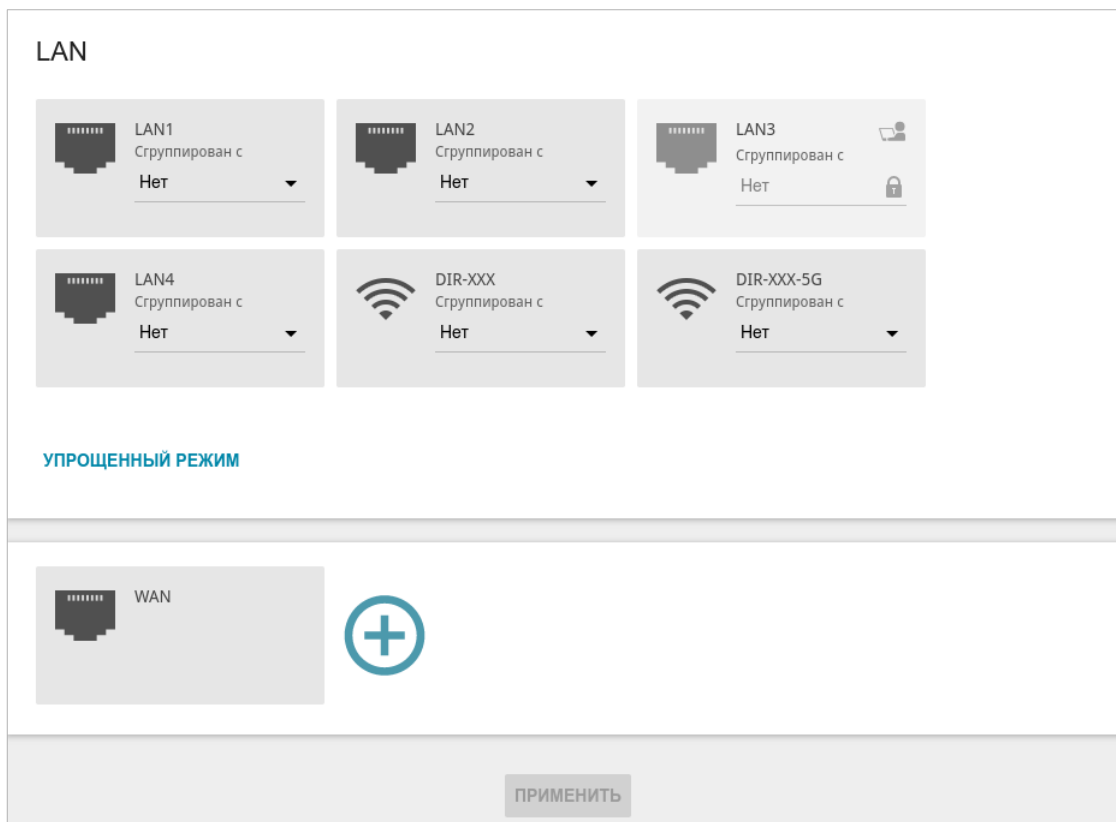 LAN
LAN1
Сгруппирован с
Нет
LAN2
Сгруппирован с
Нет
LAN3
Сгруппирован с
Нет
LAN4
Сгруппирован с
Нет
DIR-XXX
Сгруппирован с
Нет
DIR-XXX-5G
Сгруппирован с
Нет
УПРОЩЕННЫЙ РЕЖИМ
WAN
ПРИМЕНИТЬ